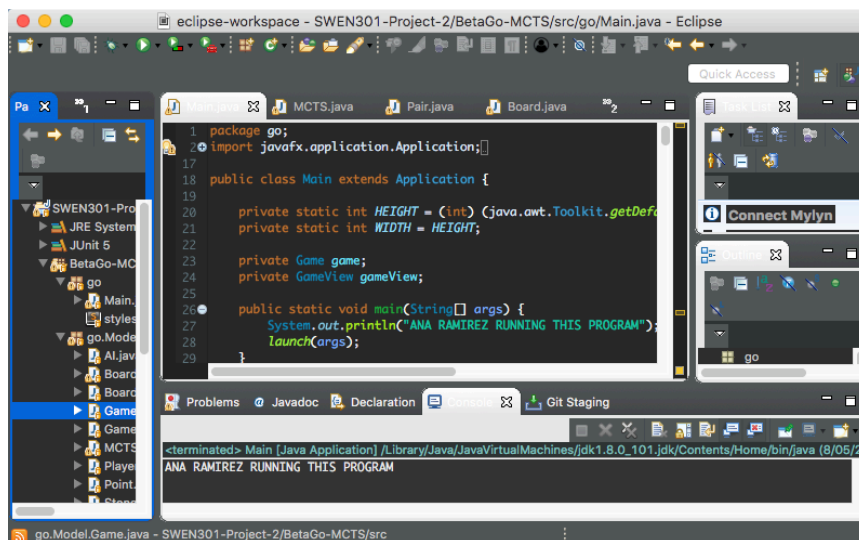 eclipse-workspace - SWEN301-Project-2/BetaGo-MCTS/src/go/Main.java - Eclipse
Quick Access
Pa
Main.java
MCTS.java
Pair.java
Board.java
2
Task List
SWEN301-Pro
JRE System
JUnit 5
BetaGo-MC
go
Main.
styles
go.Mode
AI.jav
Board
Board
Game
Game
MCTS
Playe
Point.
1 package go;
2 import javafx.application.Application;
17
18 public class Main extends Application {
19
20 private static int HEIGHT = (int) (java.awt.Toolkit.getDefa
21 private static int WIDTH = HEIGHT;
22
23 private Game game;
24 private GameView gameView;
25
26 public static void main(String[] args) {
27 System.out.println("ANA RAMIREZ RUNNING THIS PROGRAM");
28 launch(args);
29 }
Connect Mylyn
Outline
go
Problems
@ Javadoc
Declaration
Console
Git Staging
<terminated> Main [Java Application] /Library/Java/JavaVirtualMachines/jdk1.8.0_101.jdk/Contents/Home/bin/java (8/05/2
ANA RAMIREZ RUNNING THIS PROGRAM
go.Model.Game.java - SWEN301-Project-2/BetaGo-MCTS/src